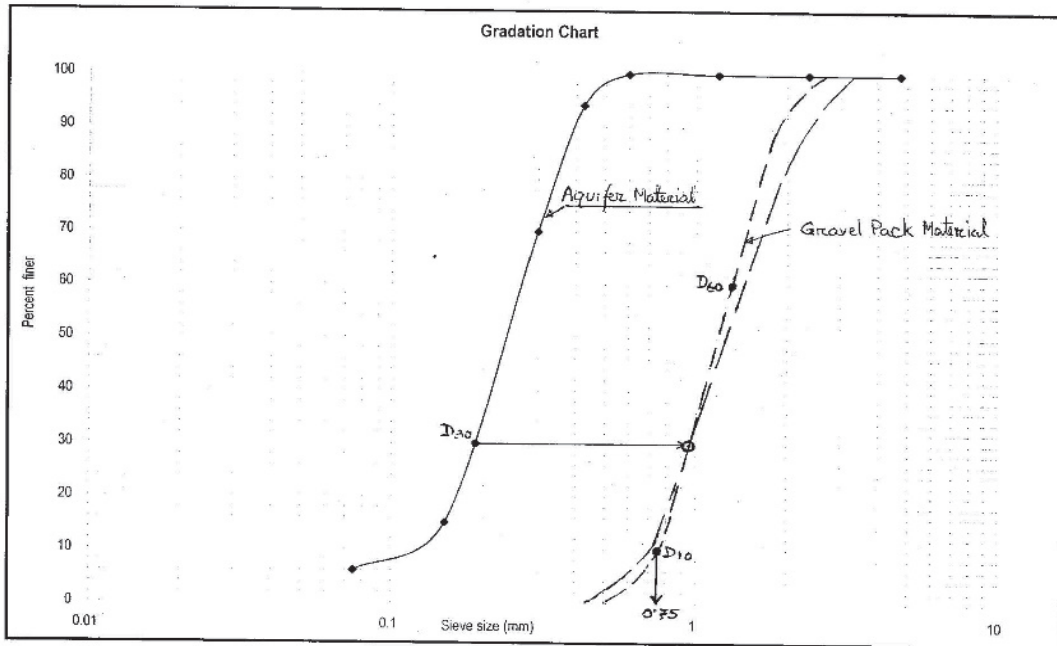 Gradation Chart
100
90
80
70
60
50
40
30
20
10
0
Percent finer
Aquifer Material
Gravel Pack Material
D60
D30
D10
0.75
0.01
0.1
Sieve size (mm)
1
10